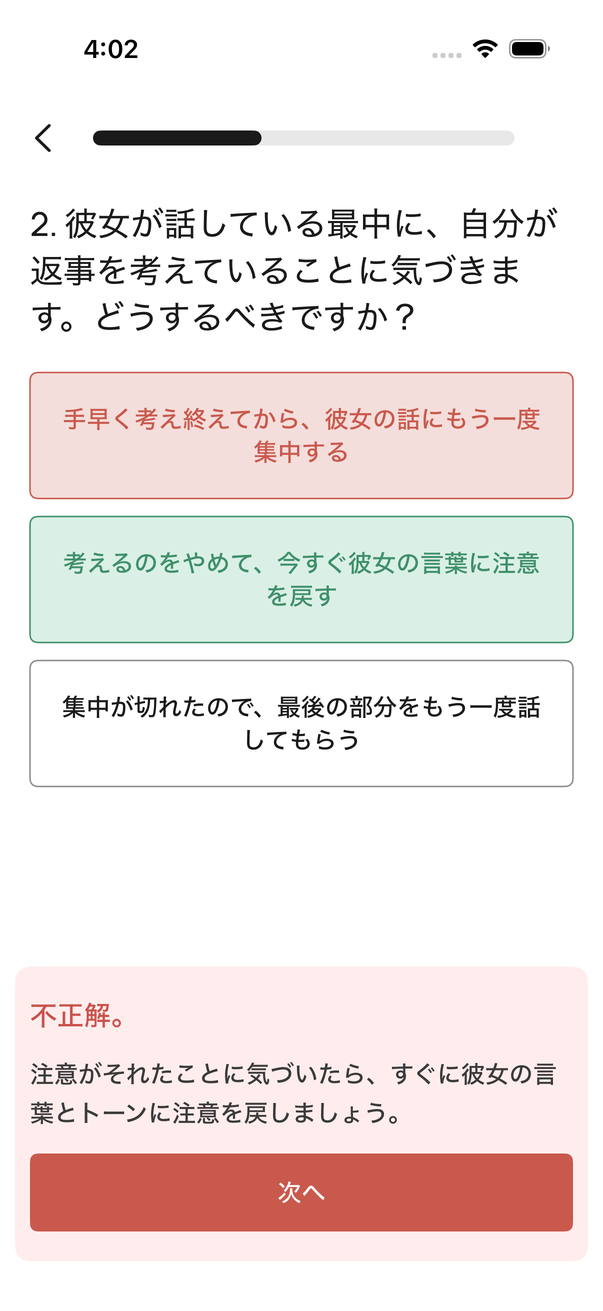 4:02
2. 彼女が話している最中に、自分が
返事を考えていることに気づきま
す。どうするべきですか？
手早く考え終えてから、彼女の話にもう一度
集中する
考えるのをやめて、今すぐ彼女の言葉に注意
を戻す
集中が切れたので、最後の部分をもう一度話
してもらう
不正解。
注意がそれたことに気づいたら、すぐに彼女の言
葉とトーンに注意を戻しましょう。
次へ